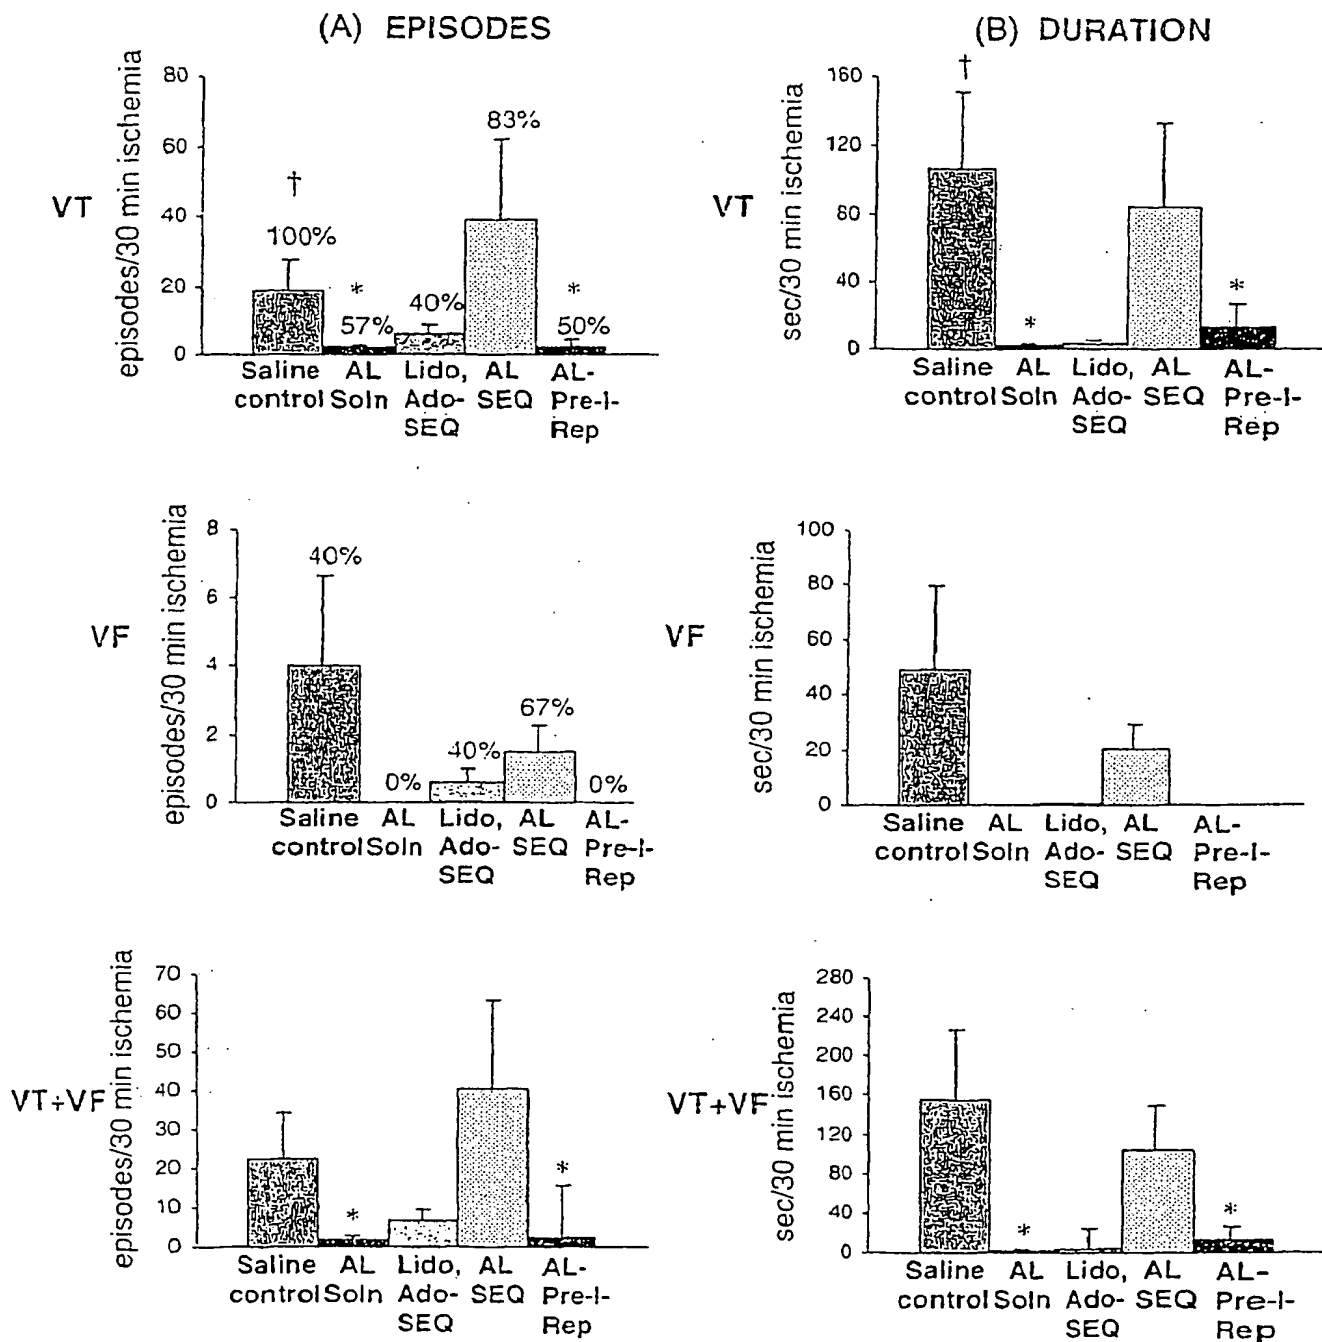 (A) EPISODES
(B) DURATION
VT
episodes/30 min ischemia
80
60
40
20
0
†
100%
*
57%
40%
83%
*
50%
Saline AL Lido, AL AL-
control Soln Ado- SEQ Pre-I-
SEQ Rep
VT
sec/30 min ischemia
160
120
80
40
0
†
*
*
Saline AL Lido, AL AL-
control Soln Ado- SEQ Pre-I-
SEQ Rep
VF
episodes/30 min ischemia
8
6
4
2
0
40%
0%
40%
67%
0%
Saline AL Lido, AL AL-
control Soln Ado- SEQ Pre-I-
SEQ Rep
VF
sec/30 min ischemia
100
80
60
40
20
0
Saline AL Lido, AL AL-
control Soln Ado- SEQ Pre-I-
SEQ Rep
VT+VF
episodes/30 min ischemia
70
60
50
40
30
20
10
0
*
*
Saline AL Lido, AL AL-
control Soln Ado- SEQ Pre-I-
SEQ Rep
VT+VF
sec/30 min ischemia
280
240
200
160
120
80
40
0
*
*
Saline AL Lido, AL AL-
control Soln Ado- SEQ Pre-I-
SEQ Rep